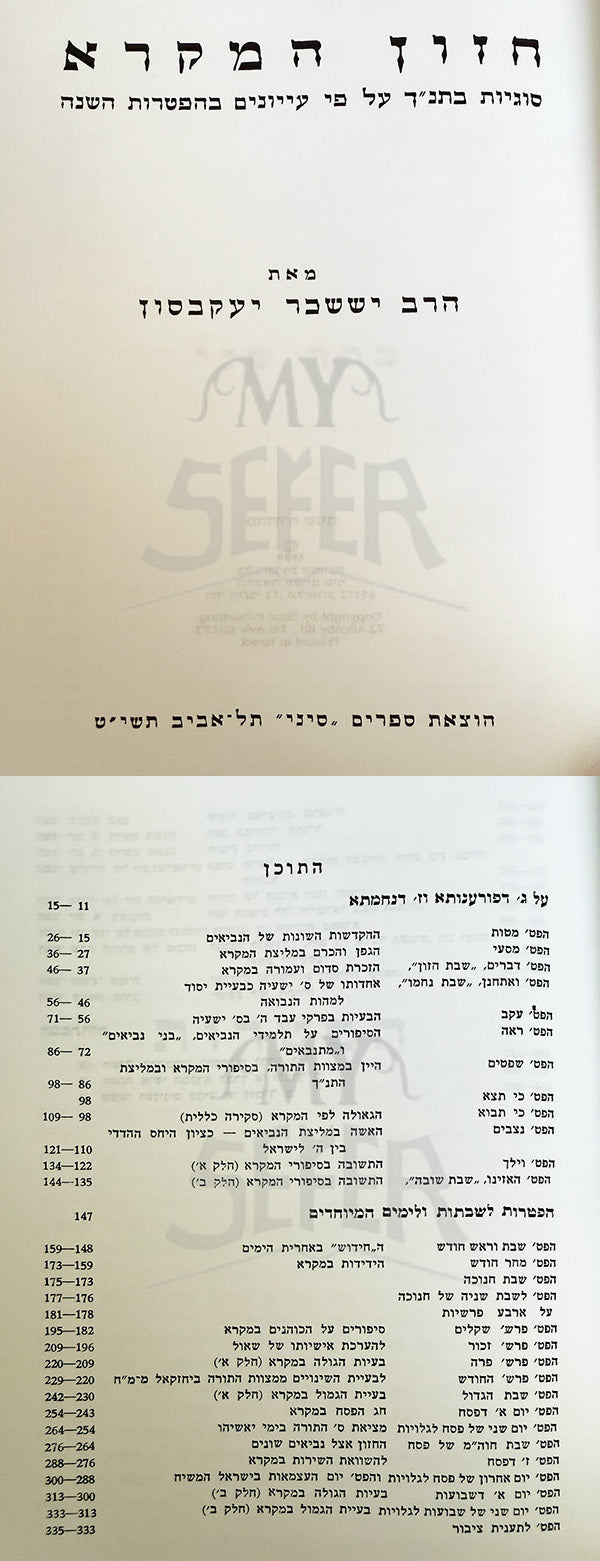 חזון המקרא
סוגיות בתנ״ך על פי עייונים בהפטרות השנה
מאת
הרב יששכר יעקבסון
MY
SEFER
הוצאת ספרים „סיני״ תל־אביב תשי״ט
התוכן
על ג׳ דפורענותא וז׳ דנחמתא 11 —15
הפט׳ מטות ההקדשות השונות של הנביאים 15 —26
הפט׳ מסעי הגפן והכרם במליצת המקרא 27 —36
הפט׳ דברים, „שבת חזון״, הזכרת סדום ועמורה במקרא 37 —46
הפט׳ ואתחנן, „שבת נחמו״, אחדותו של ס׳ ישעיה כבעיית יסוד
למהות הנבואה 46 —56
הפט׳ עקב הבעיות בפרקי עבד ה׳ בס׳ ישעיה 56 —71
הפט׳ ראה הסיפורים על תלמידי הנביאים, „בני נביאים״
ו„מתנבאים״ 72 —86
הפט׳ שפטים היין במצוות התורה, בסיפורי המקרא ובמליצת
התנ״ך 86 —98
הפט׳ כי תצא 98
הפט׳ כי תבוא הגאולה לפי המקרא (סקירה כללית) 98 —109
הפט׳ נצבים האשה במליצת הנביאים — כציון היחס ההדדי
בין ה׳ לישראל 110—121
הפט׳ וילך התשובה בסיפורי המקרא (חלק א׳) 122—134
הפט׳ האזינו, „שבת שובה״, התשובה בסיפורי המקרא (חלק ב׳) 135—144
הפטרות לשבתות ולימים המיוחדים 147
הפט׳ שבת וראש חודש ה„חידוש״ באחרית הימים 148—159
הפט׳ מחר חודש הידידות במקרא 159—173
הפט׳ שבת חנוכה 173—175
הפט׳ לשבת שניה של חנוכה 176—177
על ארבע פרשיות 178—181
הפט׳ פרש׳ שקלים סיפורים על הכוהנים במקרא 182—195
הפט׳ פרש׳ זכור להערכת אישיותו של שאול 196—209
הפט׳ פרש׳ פרה בעיות הגולה במקרא (חלק א׳) 209—220
הפט׳ פרש׳ החודש לבעיית השינויים ממצוות התורה ביחזקאל מ־מ״ח 220—229
הפט׳ שבת הגדול בעיית הגמול במקרא (חלק א׳) 230—242
הפט׳ יום א׳ דפסח חג הפסח במקרא 243—254
הפט׳ יום שני של פסח לגלויות מציאת ס׳ התורה בימי יאשיהו 254—264
הפט׳ שבת חוה״מ של פסח החזון אצל נביאים שונים 264—276
הפט׳ ז׳ דפסח להשוואת השירות במקרא 276—288
הפט׳ יום אחרון של פסח לגלויות והפט׳ יום העצמאות בישראל המשיח 288—300
הפט׳ יום א׳ דשבועות בעיות הגולה במקרא (חלק ב׳) 300—313
הפט׳ יום שני של שבועות לגלויות בעיית הגמול במקרא (חלק ב׳) 313—333
הפט׳ לתענית ציבור 333—335